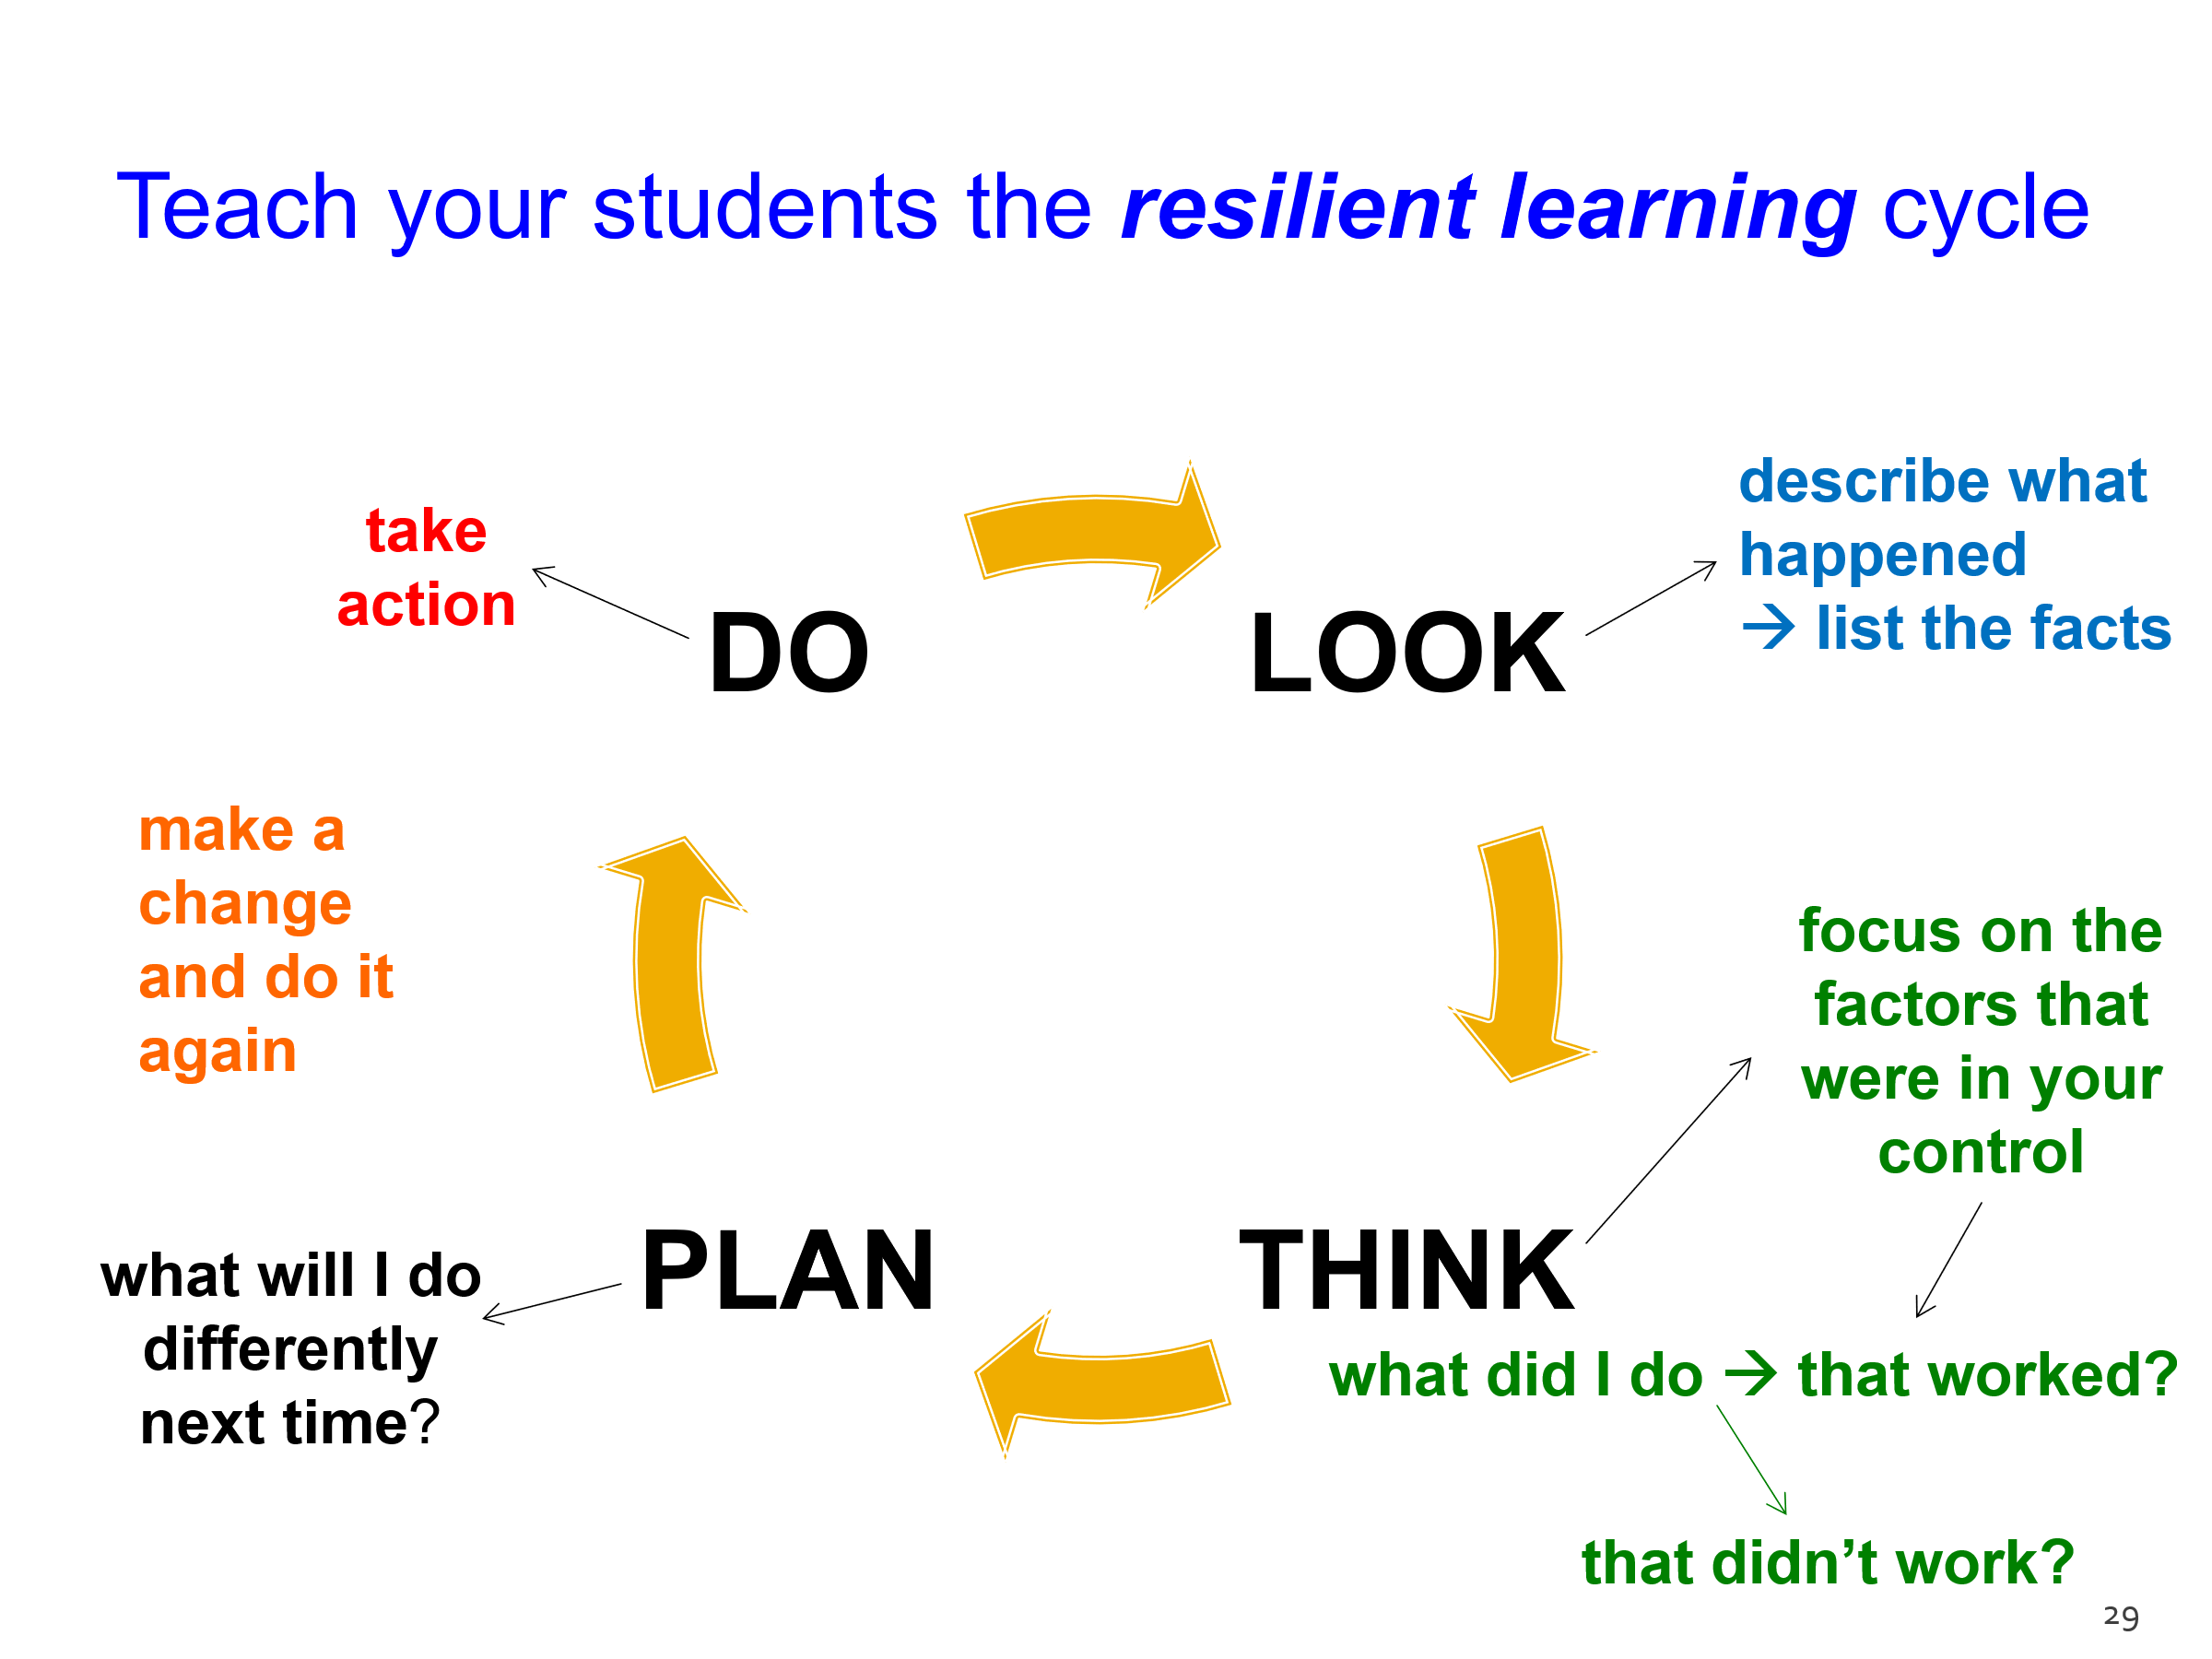 Teach your students the resilient learning cycle
take
action
DO
LOOK
describe what
happened
→ list the facts
make a
change
and do it
again
focus on the
factors that
were in your
control
what will I do
differently
next time?
PLAN
THINK
what did I do → that worked?
that didn’t work?
29